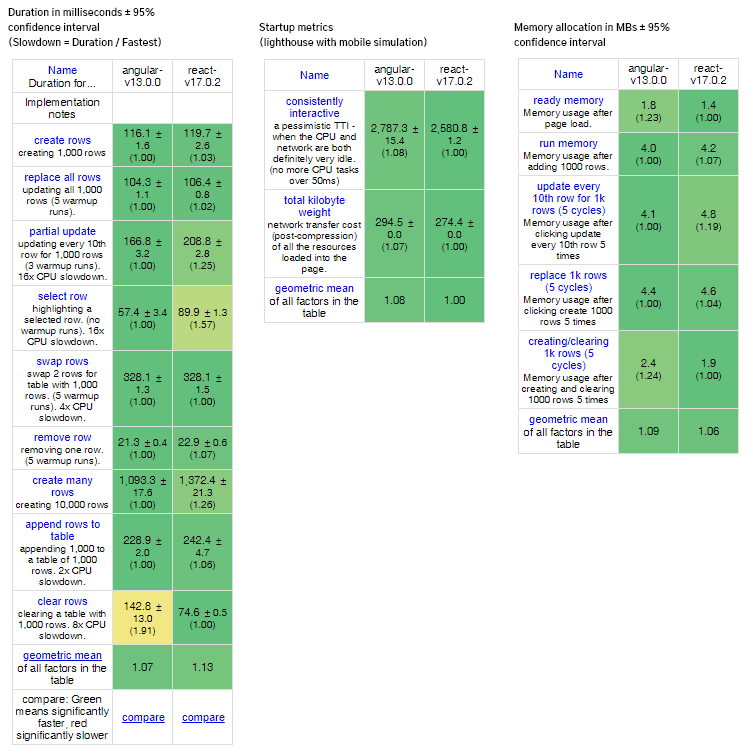 Duration in milliseconds ± 95%
confidence interval
(Slowdown = Duration / Fastest)
Name
Duration for...
angular-
v13.0.0
react-
v17.0.2
Implementation
notes
create rows
creating 1,000 rows
116.1 ±
1.6
(1.00)
119.7 ±
2.6
(1.03)
replace all rows
updating all 1,000
rows (5 warmup
runs).
104.3 ±
1.1
(1.00)
106.4 ±
0.8
(1.02)
partial update
updating every 10th
row for 1,000 rows
(3 warmup runs).
16x CPU slowdown.
166.8 ±
3.2
(1.00)
208.8 ±
2.8
(1.25)
select row
highlighting a
selected row. (no
warmup runs). 16x
CPU slowdown.
57.4 ± 3.4
(1.00)
89.9 ± 1.3
(1.57)
swap rows
swap 2 rows for
table with 1,000
rows. (5 warmup
runs). 4x CPU
slowdown.
328.1 ±
1.3
(1.00)
328.1 ±
1.5
(1.00)
remove row
removing one row.
(5 warmup runs).
21.3 ± 0.4
(1.00)
22.9 ± 0.6
(1.07)
create many
rows
creating 10,000 rows
1,093.3 ±
17.6
(1.00)
1,372.4 ±
21.3
(1.26)
append rows to
table
appending 1,000 to
a table of 1,000
rows. 2x CPU
slowdown.
228.9 ±
2.0
(1.00)
242.4 ±
4.7
(1.06)
clear rows
clearing a table with
1,000 rows. 8x CPU
slowdown.
142.8 ±
13.0
(1.91)
74.6 ± 0.5
(1.00)
geometric mean
of all factors in the
table
1.07
1.13
compare: Green
means significantly
faster, red
significantly slower
compare
compare
Startup metrics
(lighthouse with mobile simulation)
Name
angular-
v13.0.0
react-
v17.0.2
consistently
interactive
a pessimistic TTI -
when the CPU and
network are both
definitely very idle.
(no more CPU tasks
over 50ms)
2,787.3 ±
15.4
(1.08)
2,580.8 ±
1.2
(1.00)
total kilobyte
weight
network transfer cost
(post-compression)
of all the resources
loaded into the
page.
294.5 ±
0.0
(1.07)
274.4 ±
0.0
(1.00)
geometric mean
of all factors in the
table
1.08
1.00
Memory allocation in MBs ± 95%
confidence interval
Name
angular-
v13.0.0
react-
v17.0.2
ready memory
Memory usage after
page load.
1.8
(1.23)
1.4
(1.00)
run memory
Memory usage after
adding 1000 rows.
4.0
(1.00)
4.2
(1.07)
update every
10th row for 1k
rows (5 cycles)
Memory usage after
clicking update
every 10th row 5
times
4.1
(1.00)
4.8
(1.19)
replace 1k rows
(5 cycles)
Memory usage after
clicking create 1000
rows 5 times
4.4
(1.00)
4.6
(1.04)
creating/clearing
1k rows (5
cycles)
Memory usage after
creating and clearing
1000 rows 5 times
2.4
(1.24)
1.9
(1.00)
geometric mean
of all factors in the
table
1.09
1.06